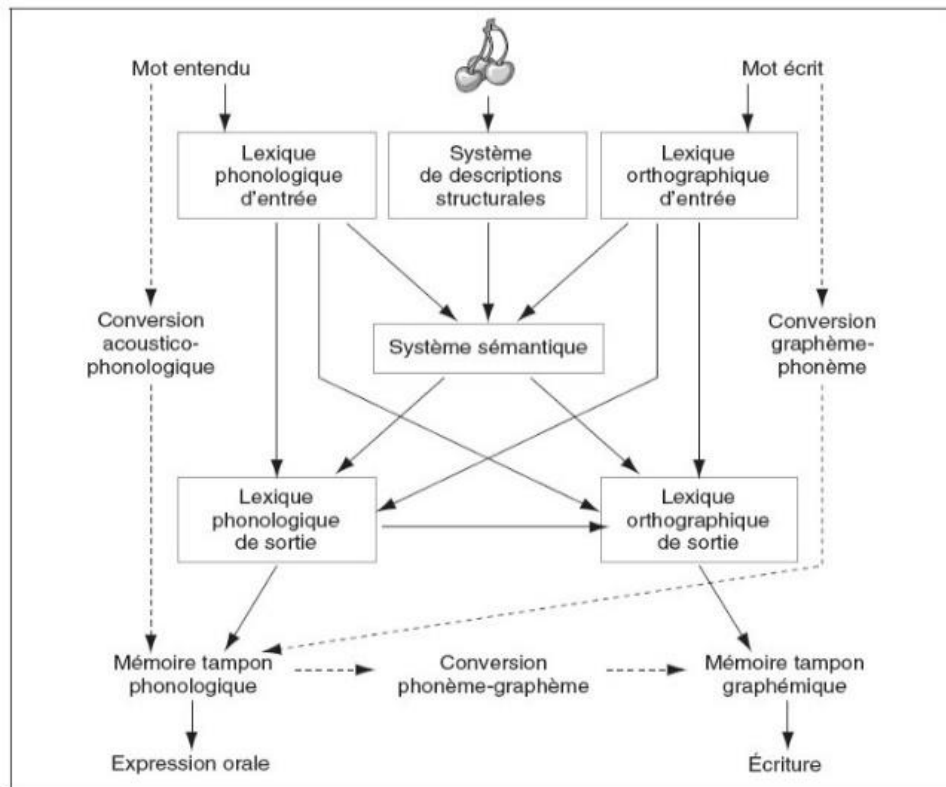 Mot entendu
Mot écrit
Lexique
phonologique
d'entrée
Système
de descriptions
structurales
Lexique
orthographique
d'entrée
Conversion
acoustico-
phonologique
Système sémantique
Conversion
graphème-
phonème
Lexique
phonologique
de sortie
Lexique
orthographique
de sortie
Mémoire tampon
phonologique
Conversion
phonème-graphème
Mémoire tampon
graphémique
Expression orale
Écriture